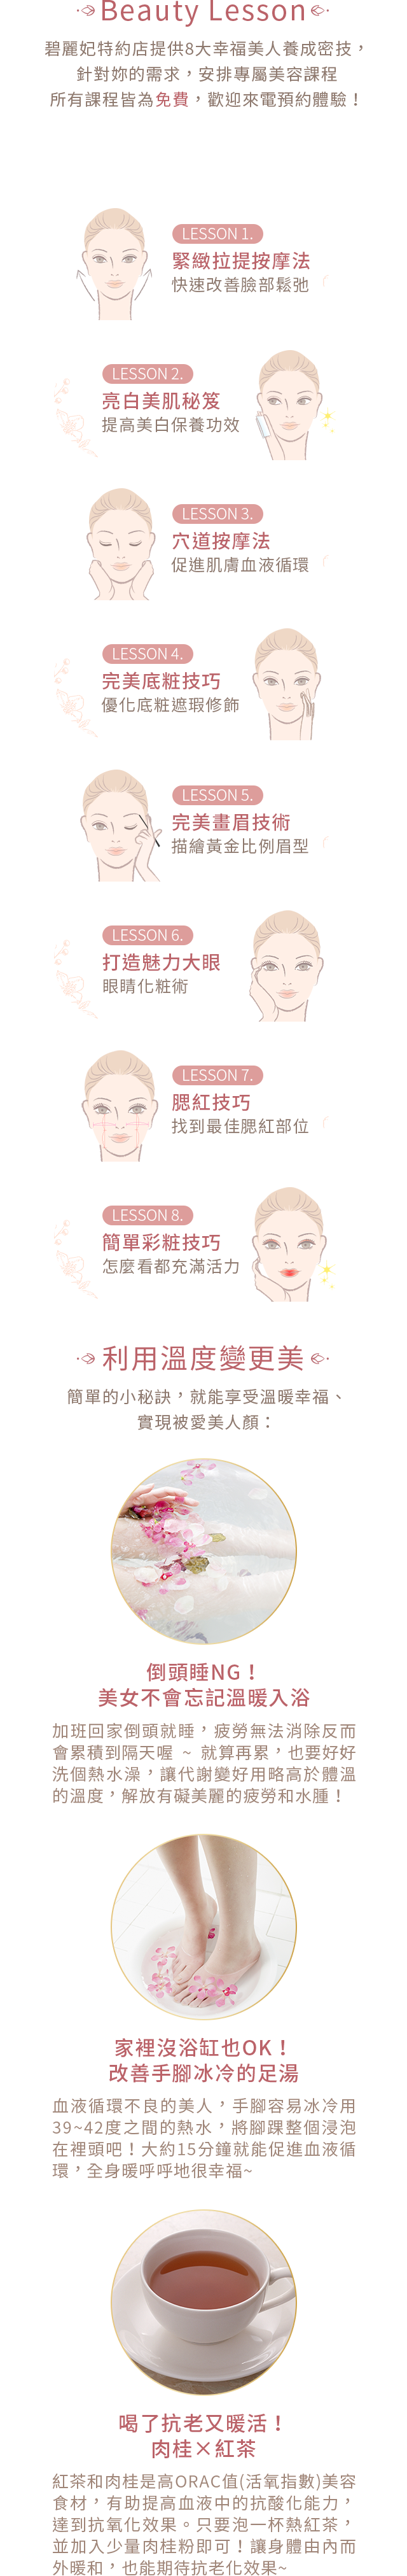 Beauty Lesson
碧麗妃特約店提供8大幸福美人養成密技，
針對妳的需求，安排專屬美容課程
所有課程皆為免費，歡迎來電預約體驗！
LESSON 1.
緊緻拉提按摩法
快速改善臉部鬆弛
LESSON 2.
亮白美肌秘笈
提高美白保養功效
LESSON 3.
穴道按摩法
促進肌膚血液循環
LESSON 4.
完美底粧技巧
優化底粧遮瑕修飾
LESSON 5.
完美畫眉技術
描繪黃金比例眉型
LESSON 6.
打造魅力大眼
眼睛化粧術
LESSON 7.
腮紅技巧
找到最佳腮紅部位
LESSON 8.
簡單彩粧技巧
怎麼看都充滿活力
利用溫度變更美
簡單的小秘訣，就能享受溫暖幸福、
實現被愛美人顏：
倒頭睡NG！
美女不會忘記溫暖入浴
加班回家倒頭就睡，疲勞無法消除反而
會累積到隔天喔 ~ 就算再累，也要好好
洗個熱水澡，讓代謝變好用略高於體溫
的溫度，解放有礙美麗的疲勞和水腫！
家裡沒浴缸也OK！
改善手腳冰冷的足湯
血液循環不良的美人，手腳容易冰冷用
39~42度之間的熱水，將腳踝整個浸泡
在裡頭吧！大約15分鐘就能促進血液循
環，全身暖呼呼地很幸福~
喝了抗老又暖活！
肉桂×紅茶
紅茶和肉桂是高ORAC值(活氧指數)美容
食材，有助提高血液中的抗酸化能力，
達到抗氧化效果。只要泡一杯熱紅茶，
並加入少量肉桂粉即可！讓身體由內而
外暖和，也能期待抗老化效果~